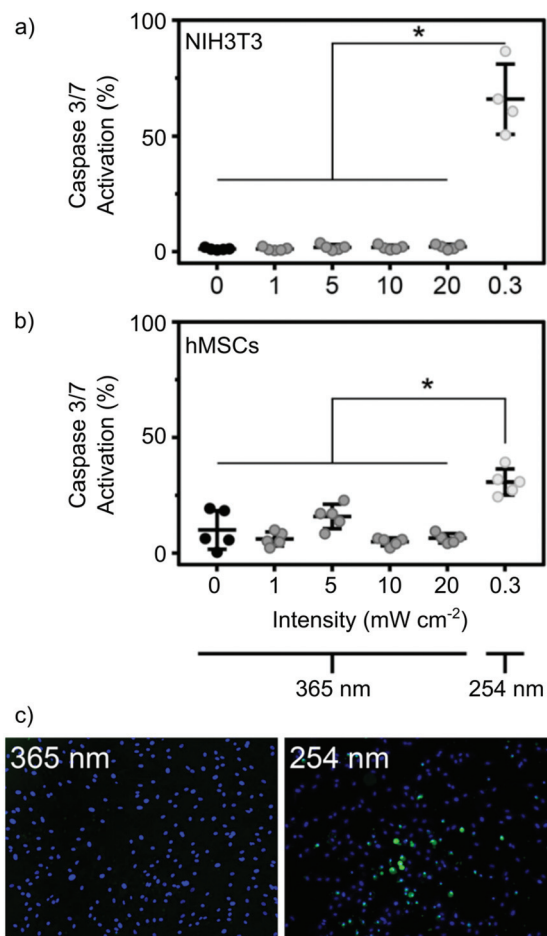 a)
NIH3T3
*
Caspase 3/7
Activation (%)
100
50
0
0 1 5 10 20 0.3
b)
hMSCs
*
Caspase 3/7
Activation (%)
100
50
0
0 1 5 10 20 0.3
Intensity (mW cm⁻²)
365 nm 254 nm
c)
365 nm 254 nm